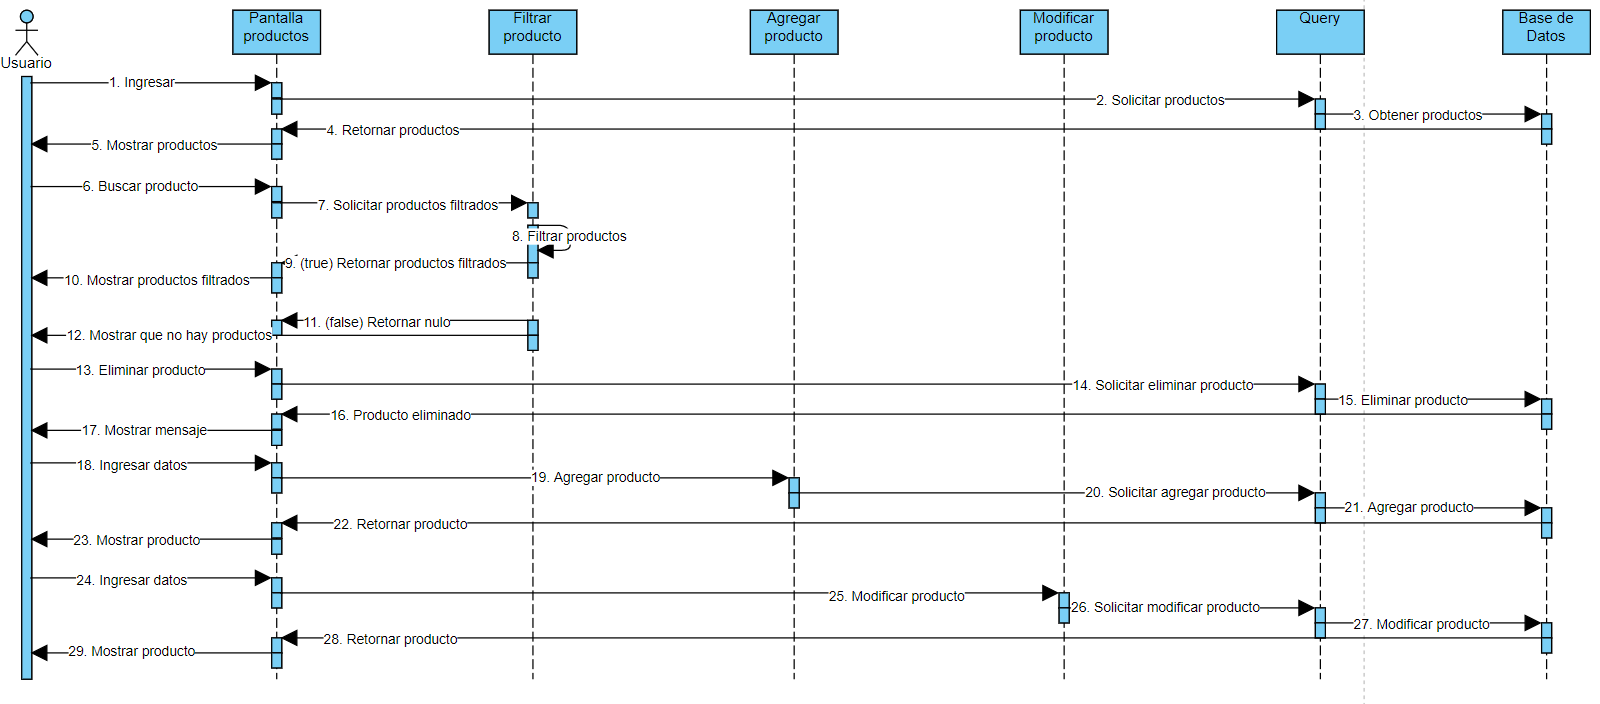 Pantalla
productos
Filtrar
producto
Agregar
producto
Modificar
producto
Query
Base de
Datos
Usuario
1. Ingresar
2. Solicitar productos
3. Obtener productos
4. Retornar productos
5. Mostrar productos
6. Buscar producto
7. Solicitar productos filtrados
8. Filtrar productos
9. (true) Retornar productos filtrados
10. Mostrar productos filtrados
11. (false) Retornar nulo
12. Mostrar que no hay productos
13. Eliminar producto
14. Solicitar eliminar producto
15. Eliminar producto
16. Producto eliminado
17. Mostrar mensaje
18. Ingresar datos
19. Agregar producto
20. Solicitar agregar producto
21. Agregar producto
22. Retornar producto
23. Mostrar producto
24. Ingresar datos
25. Modificar producto
26. Solicitar modificar producto
27. Modificar producto
28. Retornar producto
29. Mostrar producto